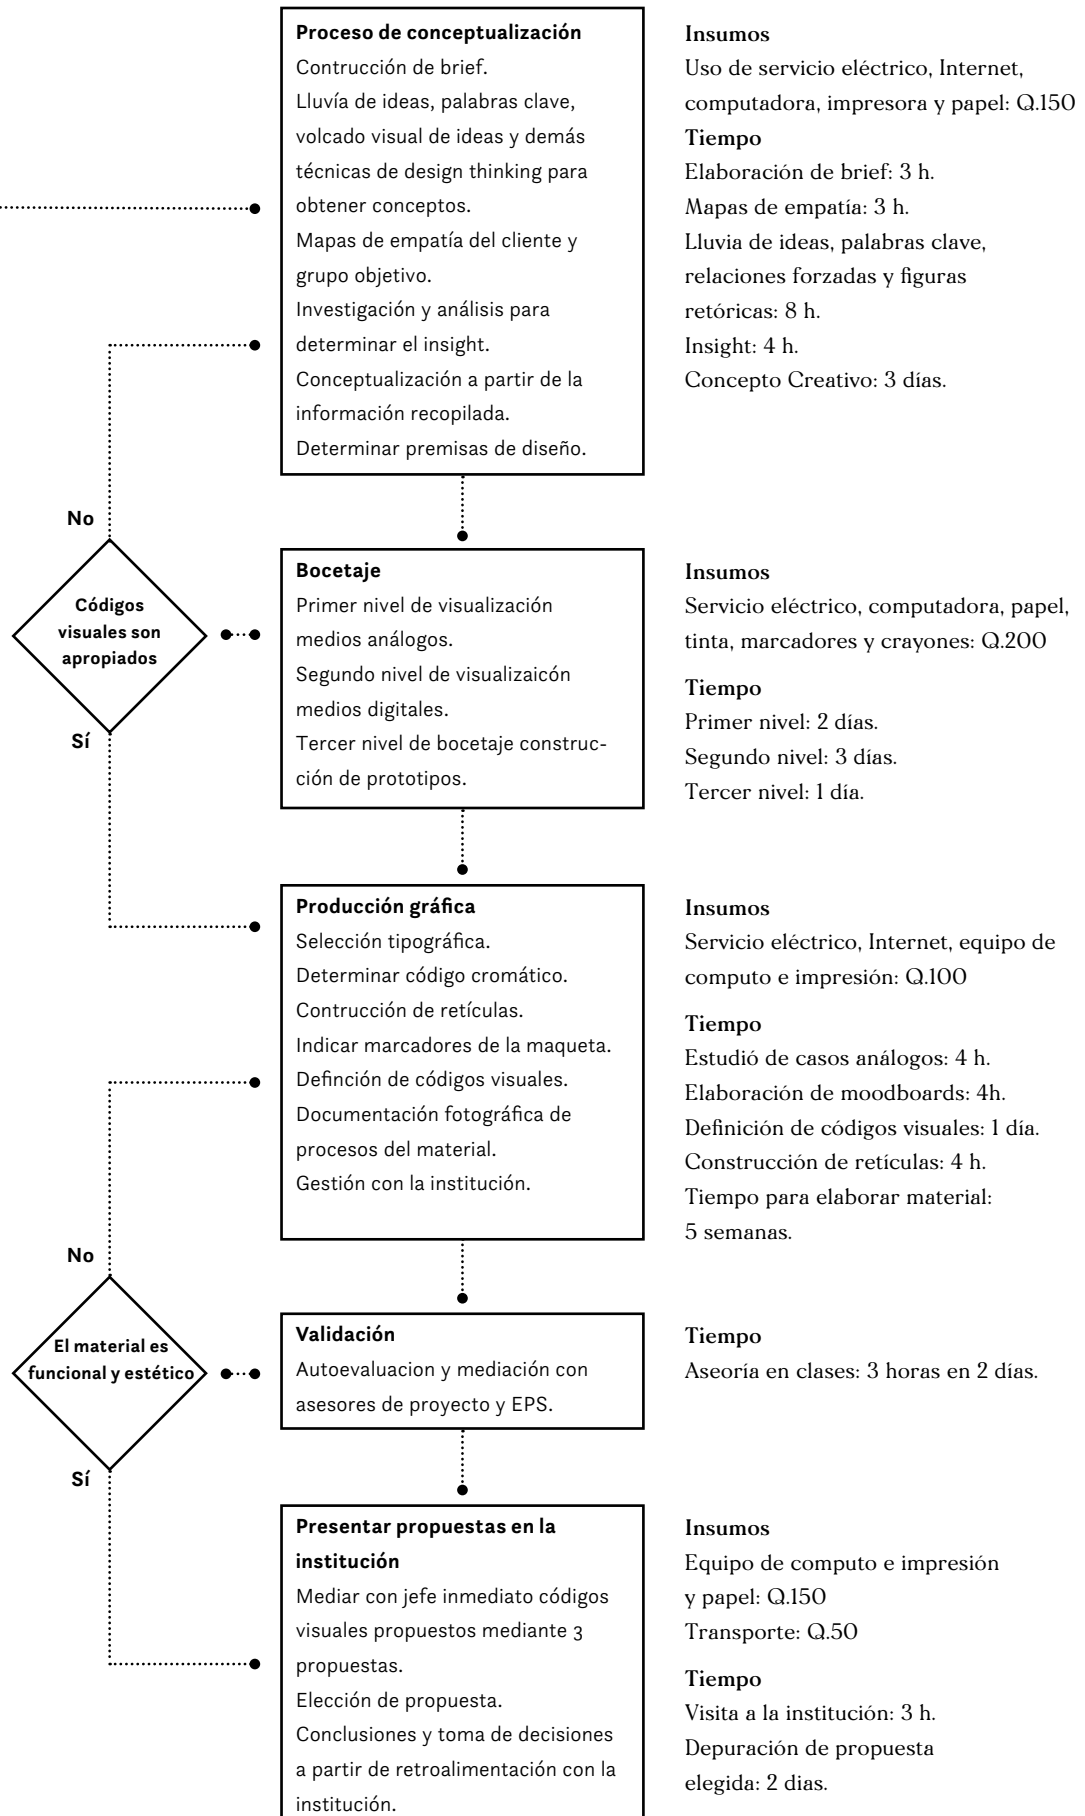 Proceso de conceptualización
Contrucción de brief.
Lluvía de ideas, palabras clave,
volcado visual de ideas y demás
técnicas de design thinking para
obtener conceptos.
Mapas de empatía del cliente y
grupo objetivo.
Investigación y análisis para
determinar el insight.
Conceptualización a partir de la
información recopilada.
Determinar premisas de diseño.
Insumos
Uso de servicio eléctrico, Internet,
computadora, impresora y papel: Q.150
Tiempo
Elaboración de brief: 3 h.
Mapas de empatía: 3 h.
Lluvia de ideas, palabras clave,
relaciones forzadas y figuras
retóricas: 8 h.
Insight: 4 h.
Concepto Creativo: 3 días.
No
Códigos
visuales son
apropiados
Sí
Bocetaje
Primer nivel de visualización
medios análogos.
Segundo nivel de visualizaicón
medios digitales.
Tercer nivel de bocetaje construc-
ción de prototipos.
Insumos
Servicio eléctrico, computadora, papel,
tinta, marcadores y crayones: Q.200
Tiempo
Primer nivel: 2 días.
Segundo nivel: 3 días.
Tercer nivel: 1 día.
Producción gráfica
Selección tipográfica.
Determinar código cromático.
Contrucción de retículas.
Indicar marcadores de la maqueta.
Definción de códigos visuales.
Documentación fotográfica de
procesos del material.
Gestión con la institución.
Insumos
Servicio eléctrico, Internet, equipo de
computo e impresión: Q.100
Tiempo
Estudió de casos análogos: 4 h.
Elaboración de moodboards: 4h.
Definición de códigos visuales: 1 día.
Construcción de retículas: 4 h.
Tiempo para elaborar material:
5 semanas.
No
El material es
funcional y estético
Sí
Validación
Autoevaluacion y mediación con
asesores de proyecto y EPS.
Tiempo
Aseoría en clases: 3 horas en 2 días.
Presentar propuestas en la
institución
Mediar con jefe inmediato códigos
visuales propuestos mediante 3
propuestas.
Elección de propuesta.
Conclusiones y toma de decisiones
a partir de retroalimentación con la
institución.
Insumos
Equipo de computo e impresión
y papel: Q.150
Transporte: Q.50
Tiempo
Visita a la institución: 3 h.
Depuración de propuesta
elegida: 2 dias.